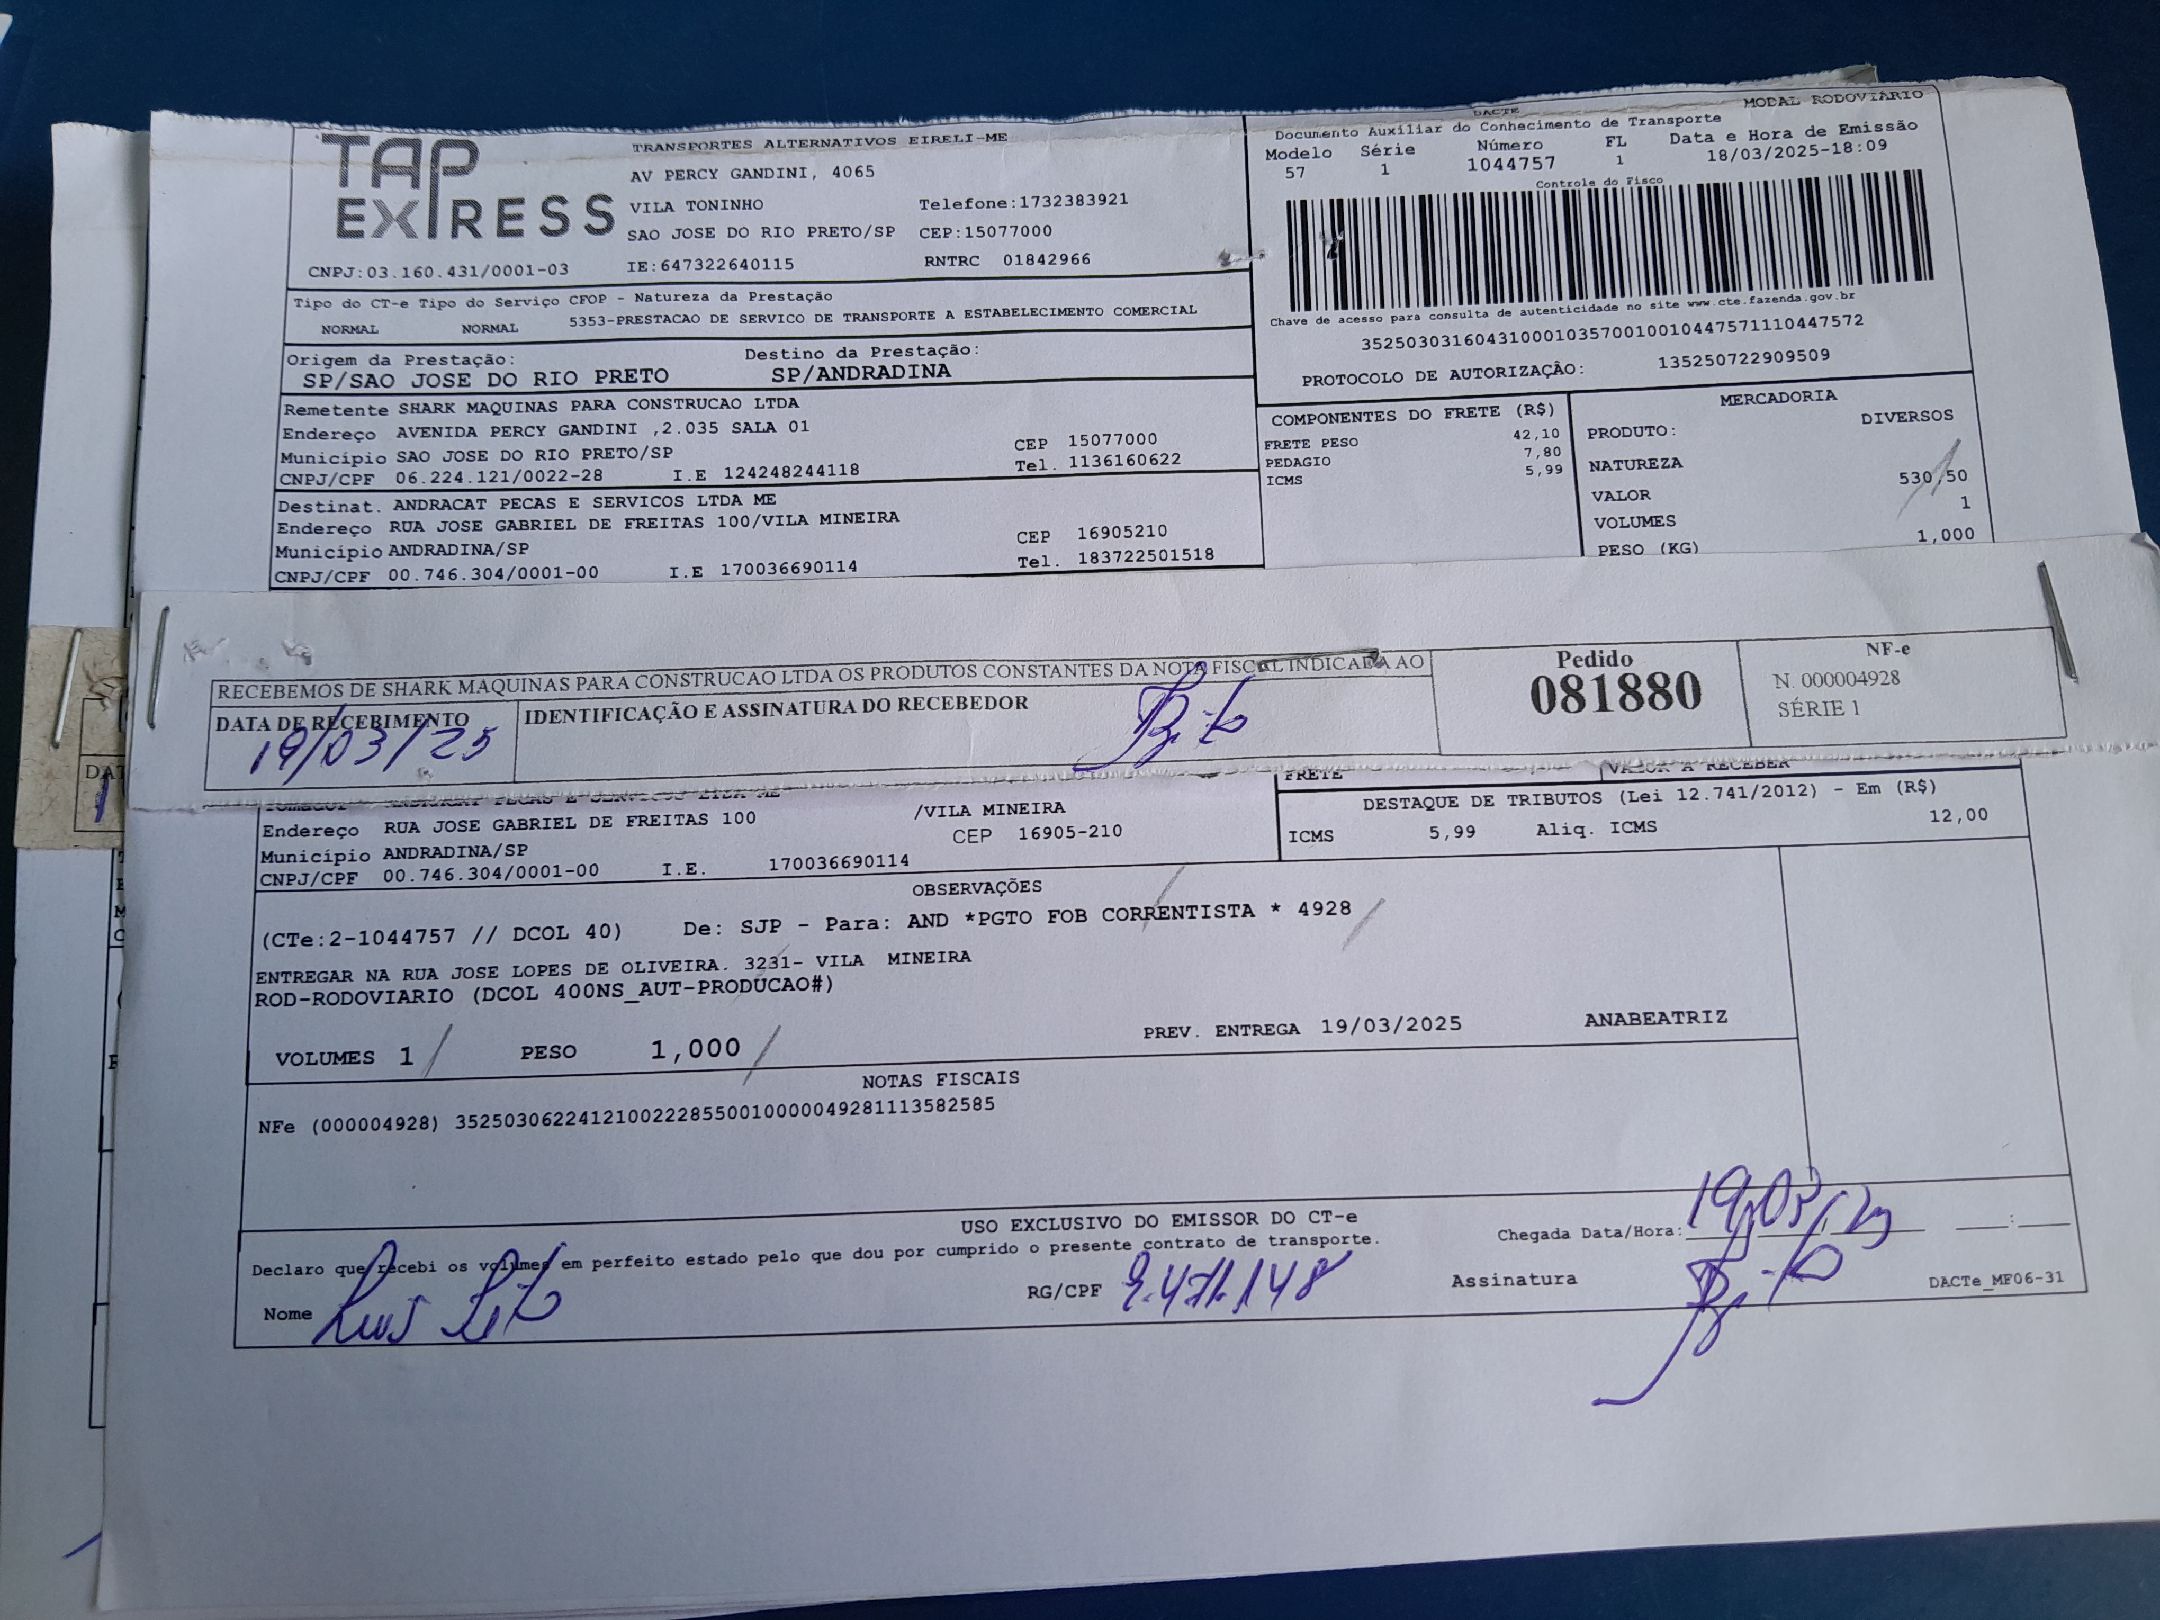 DACTE
MODAL RODOVIÁRIO
TAP EXPRESS
TRANSPORTES ALTERNATIVOS EIRELI-ME
AV PERCY GANDINI, 4065
VILA TONINHO Telefone:1732383921
SAO JOSE DO RIO PRETO/SP CEP:15077000
CNPJ:03.160.431/0001-03 IE:647322640115 RNTRC 01842966
Documento Auxiliar do Conhecimento de Transporte
Modelo Série Número FL Data e Hora de Emissão
57 1 1044757 1 18/03/2025-18:09
Controle do Fisco
Chave de acesso para consulta de autenticidade no site www.cte.fazenda.gov.br
35250303160431000103570010010447571110447572
PROTOCOLO DE AUTORIZAÇÃO: 135250722909509
Tipo do CT-e Tipo do Serviço CFOP - Natureza da Prestação
NORMAL NORMAL 5353-PRESTACAO DE SERVICO DE TRANSPORTE A ESTABELECIMENTO COMERCIAL
Origem da Prestação: Destino da Prestação:
SP/SAO JOSE DO RIO PRETO SP/ANDRADINA
Remetente SHARK MAQUINAS PARA CONSTRUCAO LTDA
Endereço AVENIDA PERCY GANDINI ,2.035 SALA 01
Município SAO JOSE DO RIO PRETO/SP CEP 15077000
CNPJ/CPF 06.224.121/0022-28 I.E 124248244118 Tel. 1136160622
Destinat. ANDRACAT PECAS E SERVICOS LTDA ME
Endereço RUA JOSE GABRIEL DE FREITAS 100/VILA MINEIRA
Município ANDRADINA/SP CEP 16905210
CNPJ/CPF 00.746.304/0001-00 I.E 170036690114 Tel. 183722501518
COMPONENTES DO FRETE (R$)
FRETE PESO 42,10
PEDAGIO 7,80
ICMS 5,99
MERCADORIA
PRODUTO: DIVERSOS
NATUREZA
VALOR 530,50
VOLUMES 1
PESO (KG) 1,000
RECEBEMOS DE SHARK MAQUINAS PARA CONSTRUCAO LTDA OS PRODUTOS CONSTANTES DA NOTA FISCAL INDICADA AO
DATA DE RECEBIMENTO IDENTIFICAÇÃO E ASSINATURA DO RECEBEDOR
19/03/25
Pedido
081880
NF-e
N. 000004928
SÉRIE 1
FRETE VALOR A RECEBER
Endereço RUA JOSE GABRIEL DE FREITAS 100 /VILA MINEIRA
Município ANDRADINA/SP CEP 16905-210
CNPJ/CPF 00.746.304/0001-00 I.E. 170036690114
DESTAQUE DE TRIBUTOS (Lei 12.741/2012) - Em (R$)
ICMS 5,99 Aliq. ICMS 12,00
OBSERVAÇÕES
(CTe:2-1044757 // DCOL 40) De: SJP - Para: AND *PGTO FOB CORRENTISTA * 4928
ENTREGAR NA RUA JOSE LOPES DE OLIVEIRA. 3231- VILA MINEIRA
ROD-RODOVIARIO (DCOL 400NS_AUT-PRODUCAO#)
VOLUMES 1 PESO 1,000 PREV. ENTREGA 19/03/2025 ANABEATRIZ
NOTAS FISCAIS
NFe (000004928) 35250306224121002228550010000049281113582585
USO EXCLUSIVO DO EMISSOR DO CT-e
Declaro que recebi os volumes em perfeito estado pelo que dou por cumprido o presente contrato de transporte.
Chegada Data/Hora: 19/03/25
Nome Luis RG/CPF 9.471.148 Assinatura
DACTe_MF06-31